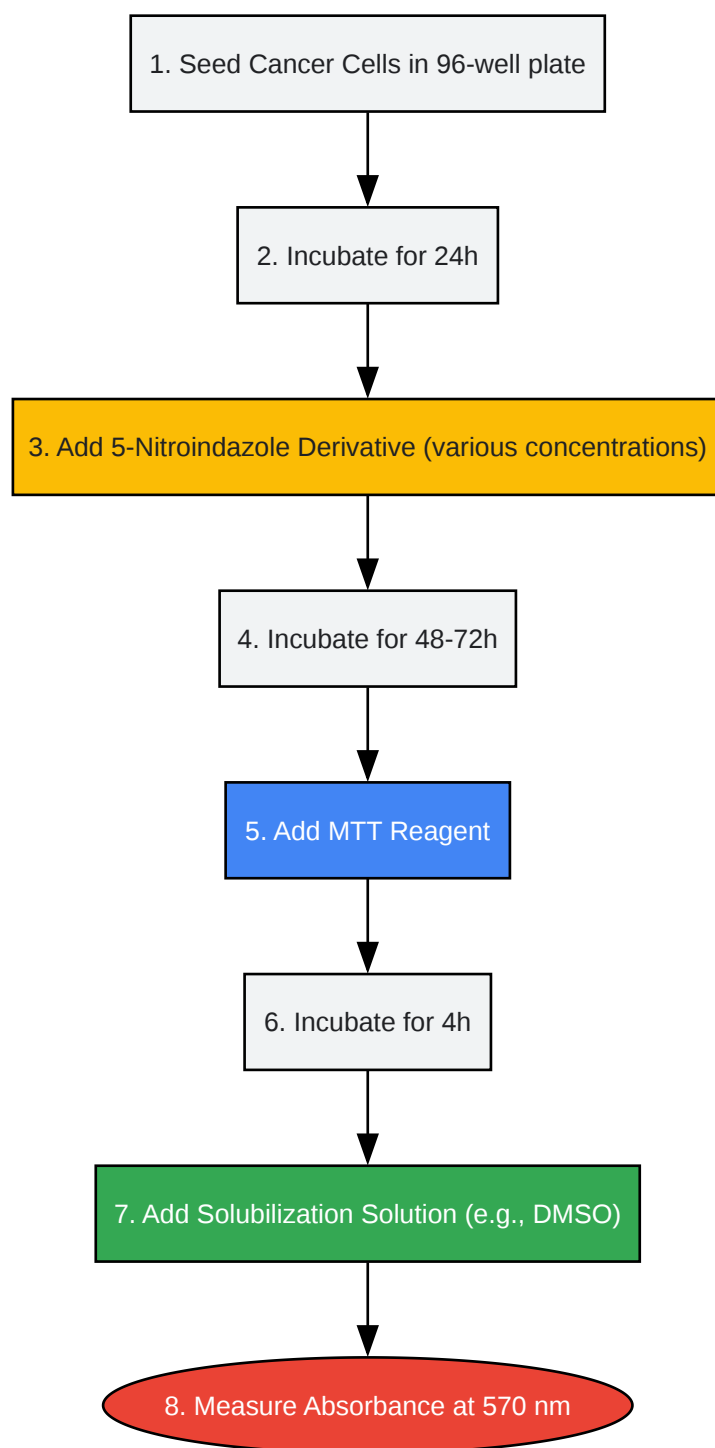 1. Seed Cancer Cells in 96-well plate
2. Incubate for 24h
3. Add 5-Nitroindazole Derivative (various concentrations)
4. Incubate for 48-72h
5. Add MTT Reagent
6. Incubate for 4h
7. Add Solubilization Solution (e.g., DMSO)
8. Measure Absorbance at 570 nm